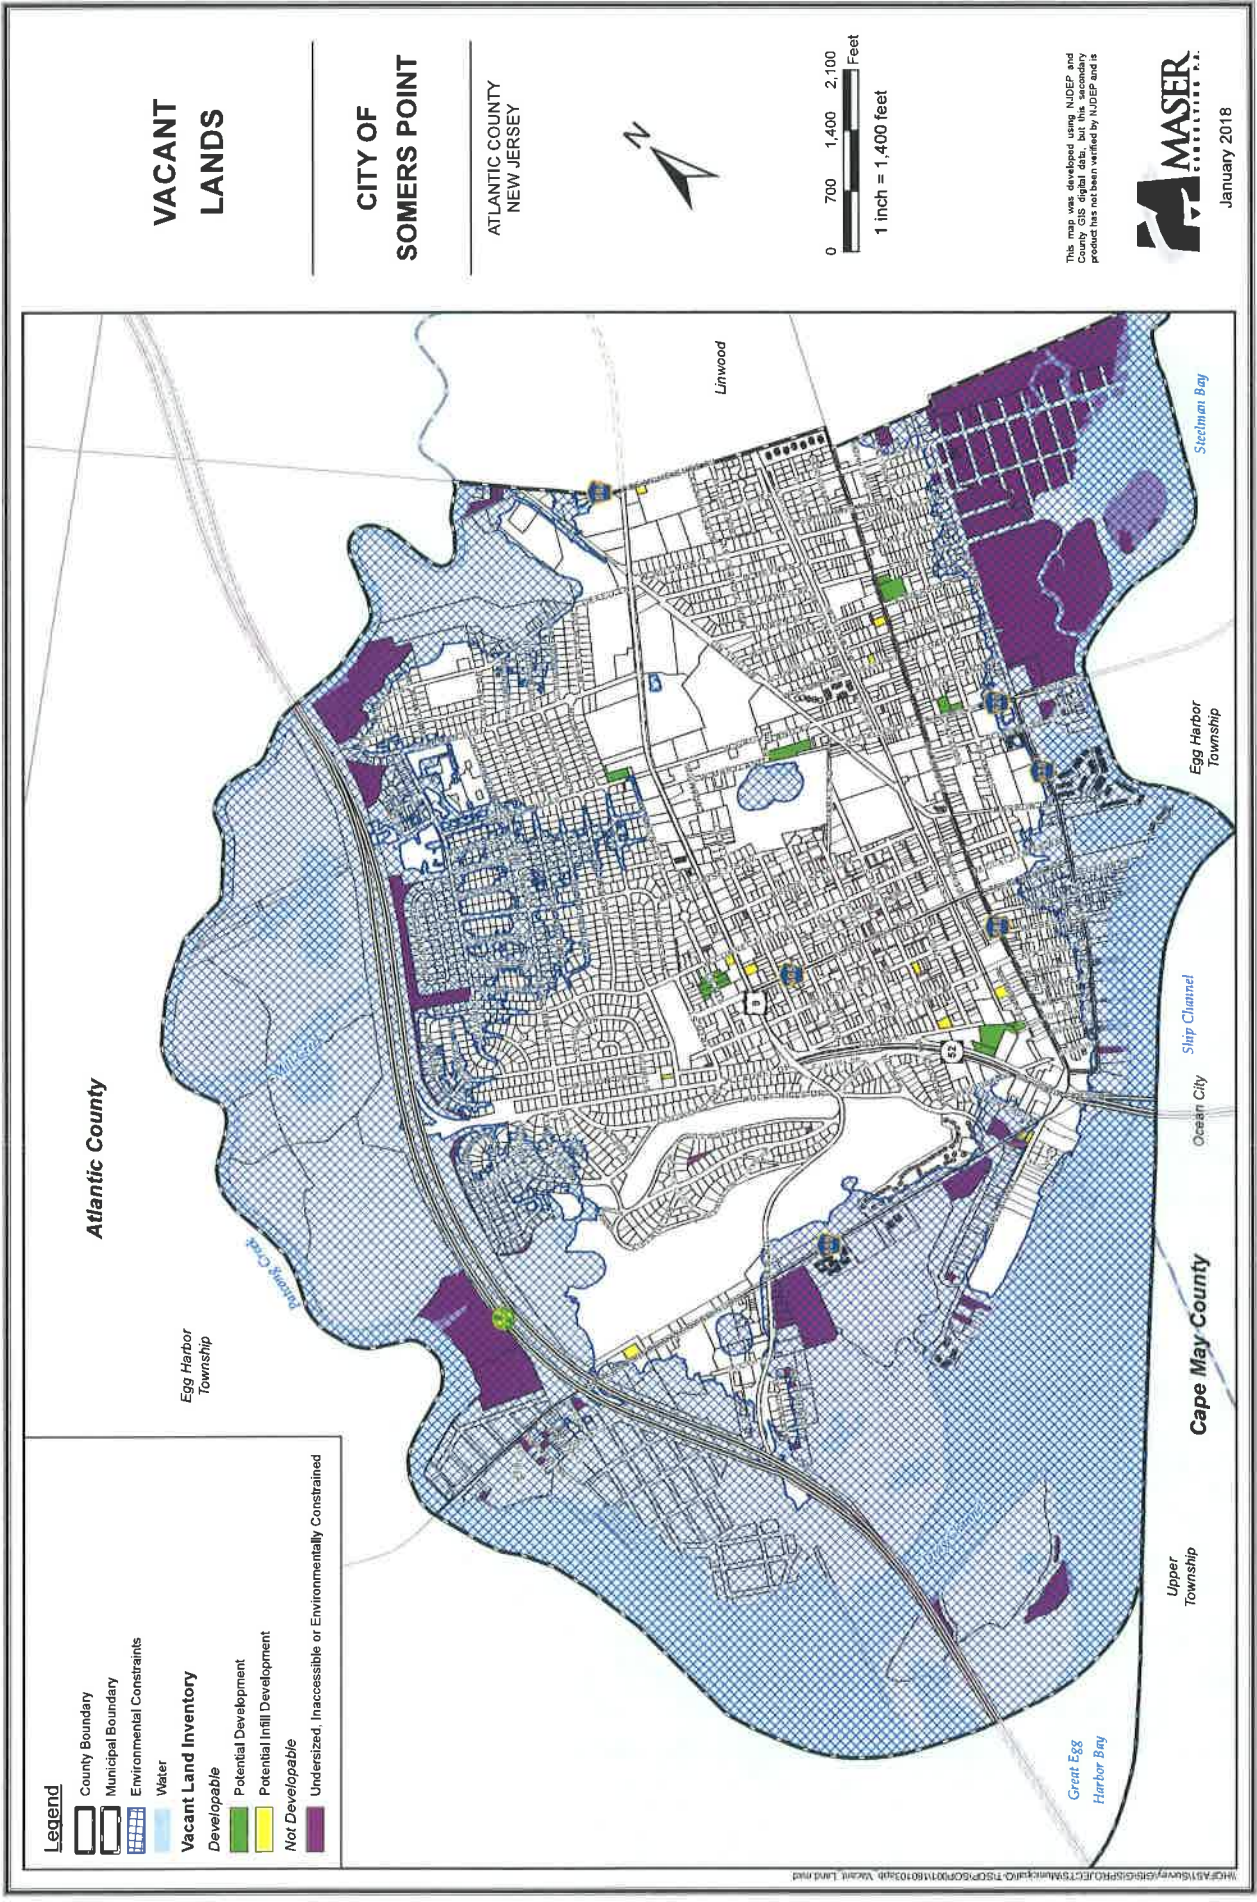 VACANT
LANDS
CITY OF
SOMERS POINT
ATLANTIC COUNTY
NEW JERSEY
N
0 700 1,400 2,100
Feet
1 inch = 1,400 feet
This map was developed using NJDEP and
County GIS digital data, but this secondary
product has not been verified by NJDEP and is
MASER
CONSULTING P.A.
January 2018
Atlantic County
Egg Harbor
Township
Patcong Creek
Linwood
Steelman Bay
Egg Harbor
Township
Ship Channel
Ocean City
Cape May County
Upper
Township
Great Egg
Harbor Bay
9
52
Legend
County Boundary
Municipal Boundary
Environmental Constraints
Water
Vacant Land Inventory
Developable
Potential Development
Potential Infill Development
Not Developable
Undersized, Inaccessible or Environmentally Constrained